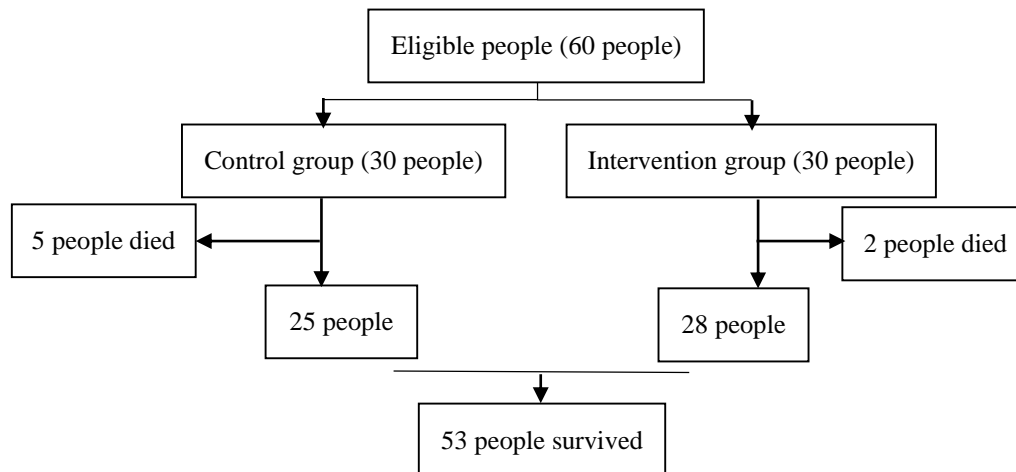 Eligible people (60 people)
Control group (30 people)
Intervention group (30 people)
5 people died
2 people died
25 people
28 people
53 people survived